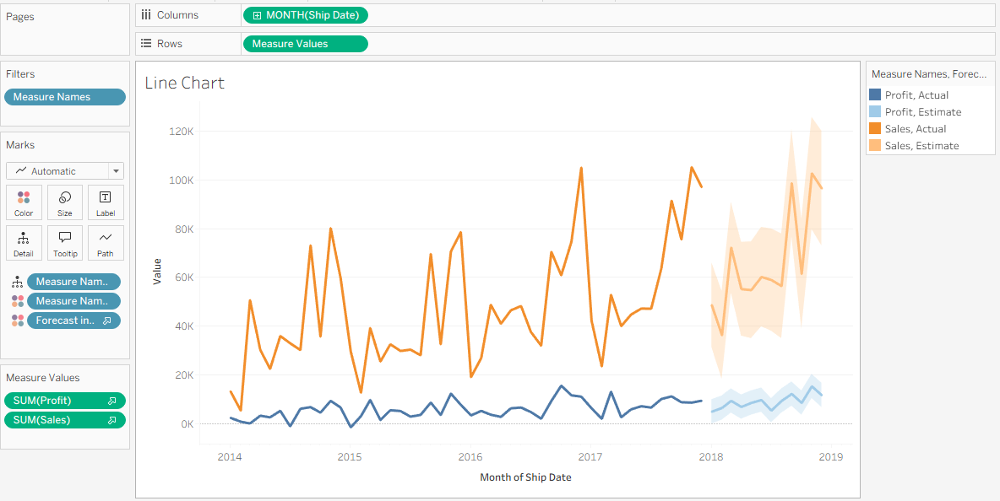 Pages
Columns
MONTH(Ship Date)
Rows
Measure Values
Filters
Measure Names
Marks
Automatic
Color
Size
Label
Detail
Tooltip
Path
Measure Nam..
Measure Nam..
Forecast in..
Measure Values
SUM(Profit)
SUM(Sales)
Line Chart
120K
100K
80K
60K
40K
20K
0K
Value
2014
2015
2016
2017
2018
2019
Month of Ship Date
Measure Names, Forec...
Profit, Actual
Profit, Estimate
Sales, Actual
Sales, Estimate